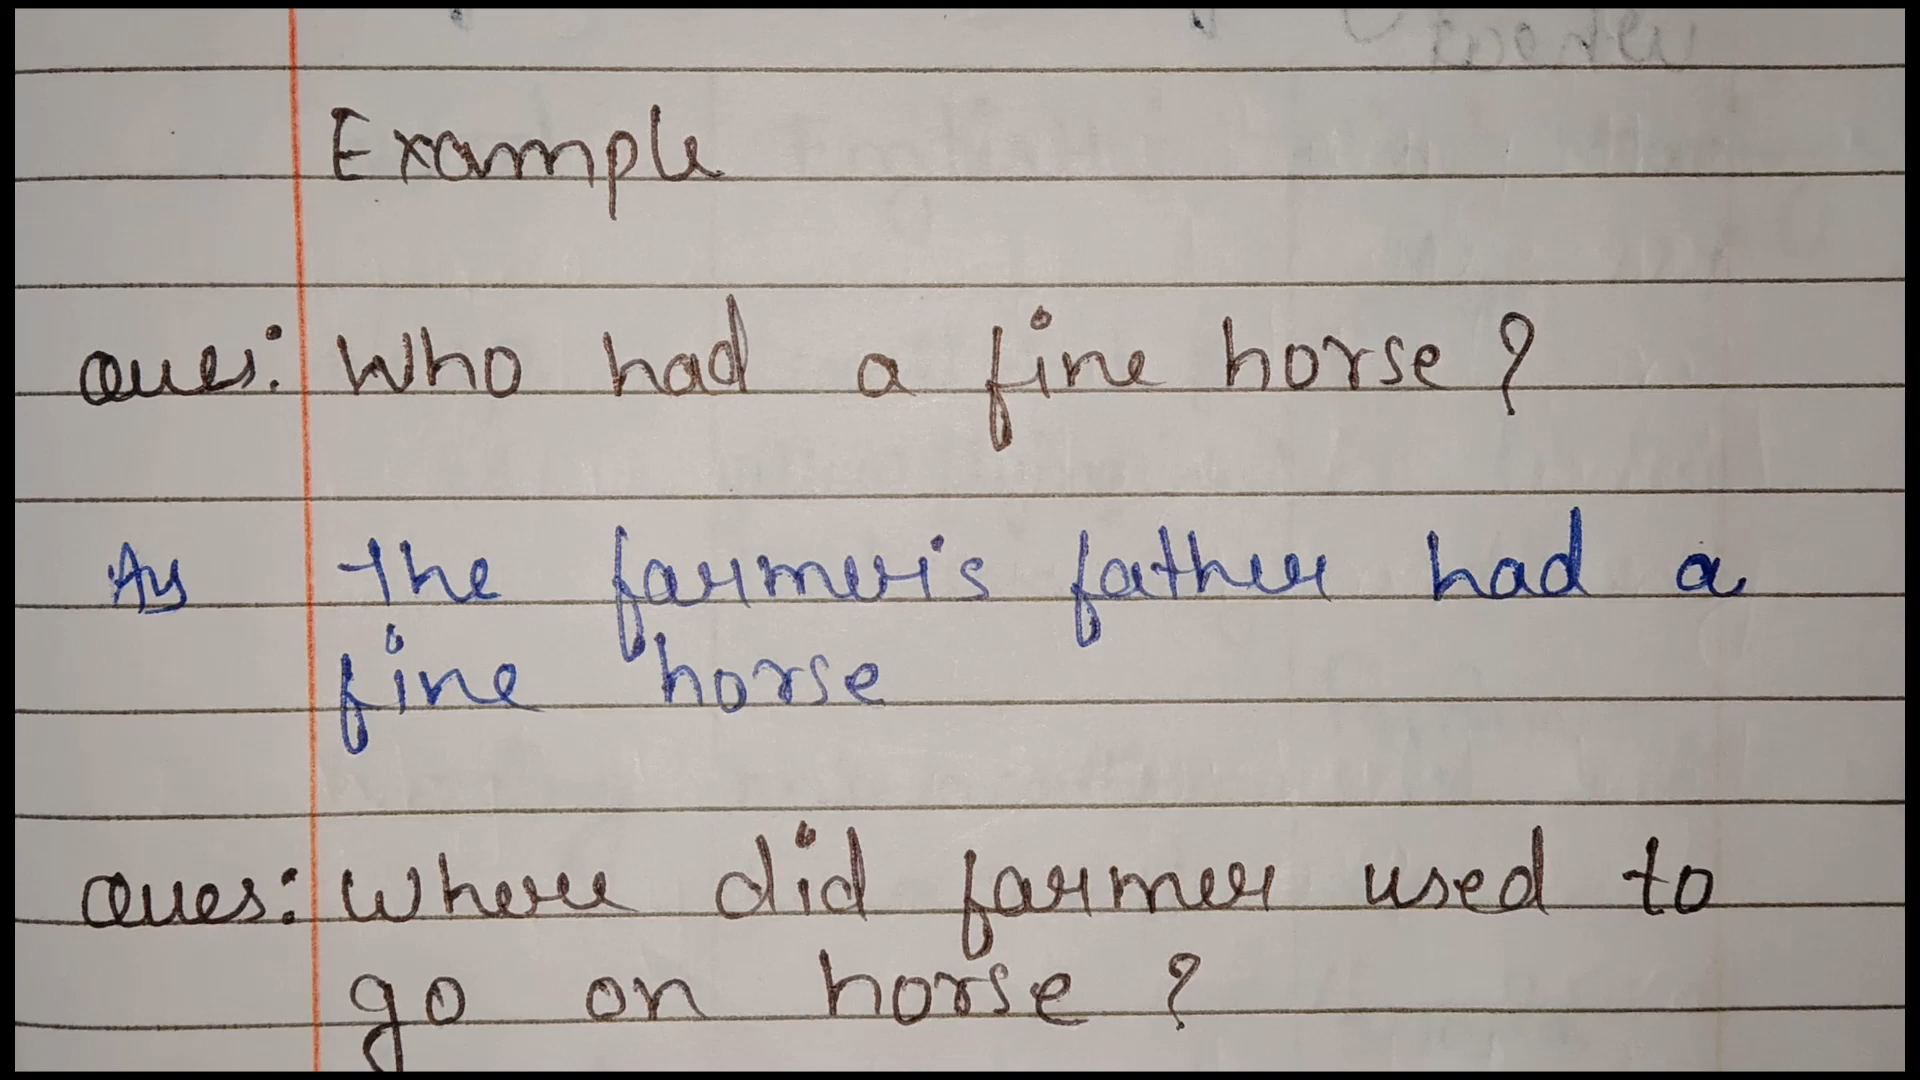 Example
Ques: Who had a fine horse?
Ans The farmer's father had a
fine horse
Ques: Where did farmer used to
go on horse?